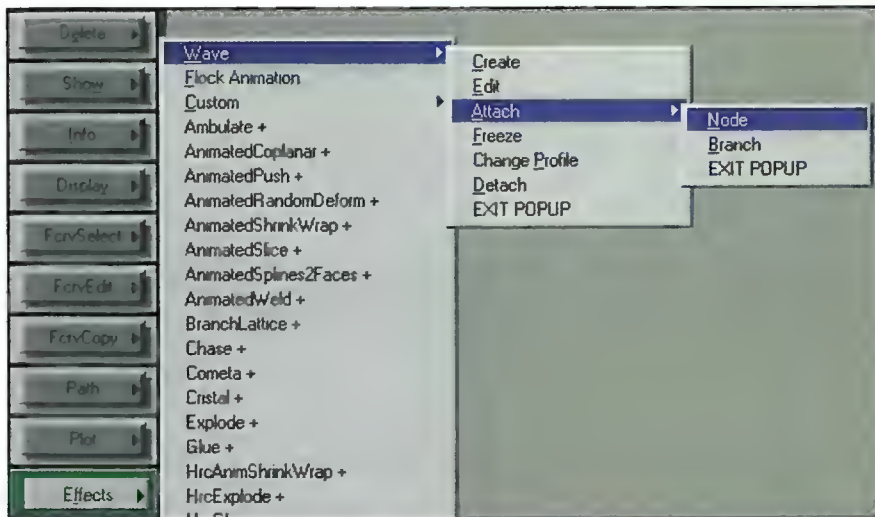 Delete
Show
Info
Display
FcrvSelect
FcrvEdit
FcrvCopy
Path
Plot
Effects
Wave
Flock Animation
Custom
Ambulate +
AnimatedCoplanar +
AnimatedPush +
AnimatedRandomDeform +
AnimatedShrinkWrap +
AnimatedSlice +
AnimatedSplines2Faces +
AnimatedWeld +
BranchLattice +
Chase +
Cometa +
Cristal +
Explode +
Glue +
HrcAnimShrinkWrap +
HrcExplode +
Create
Edit
Attach
Freeze
Change Profile
Detach
EXIT POPUP
Node
Branch
EXIT POPUP